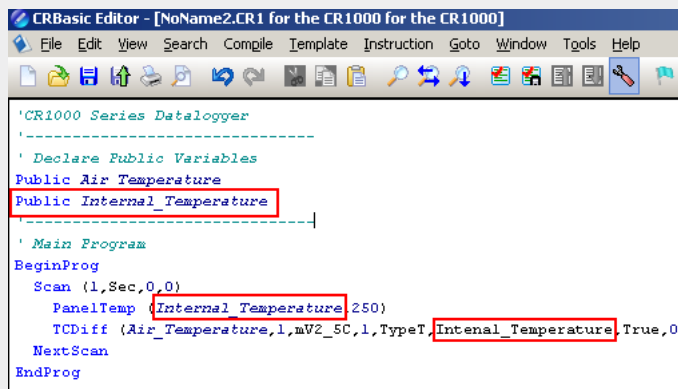 CRBasic Editor - [NoName2.CR1 for the CR1000 for the CR1000]
File Edit View Search Compile Template Instruction Goto Window Tools Help
'CR1000 Series Datalogger
'-------------------------------
' Declare Public Variables
Public Air Temperature
Public Internal_Temperature
'-------------------------------
' Main Program
BeginProg
Scan (1,Sec,0,0)
PanelTemp (Internal_Temperature,250)
TCDiff (Air_Temperature,1,mV2_5C,1,TypeT,Intenal_Temperature,True,0
NextScan
EndProg